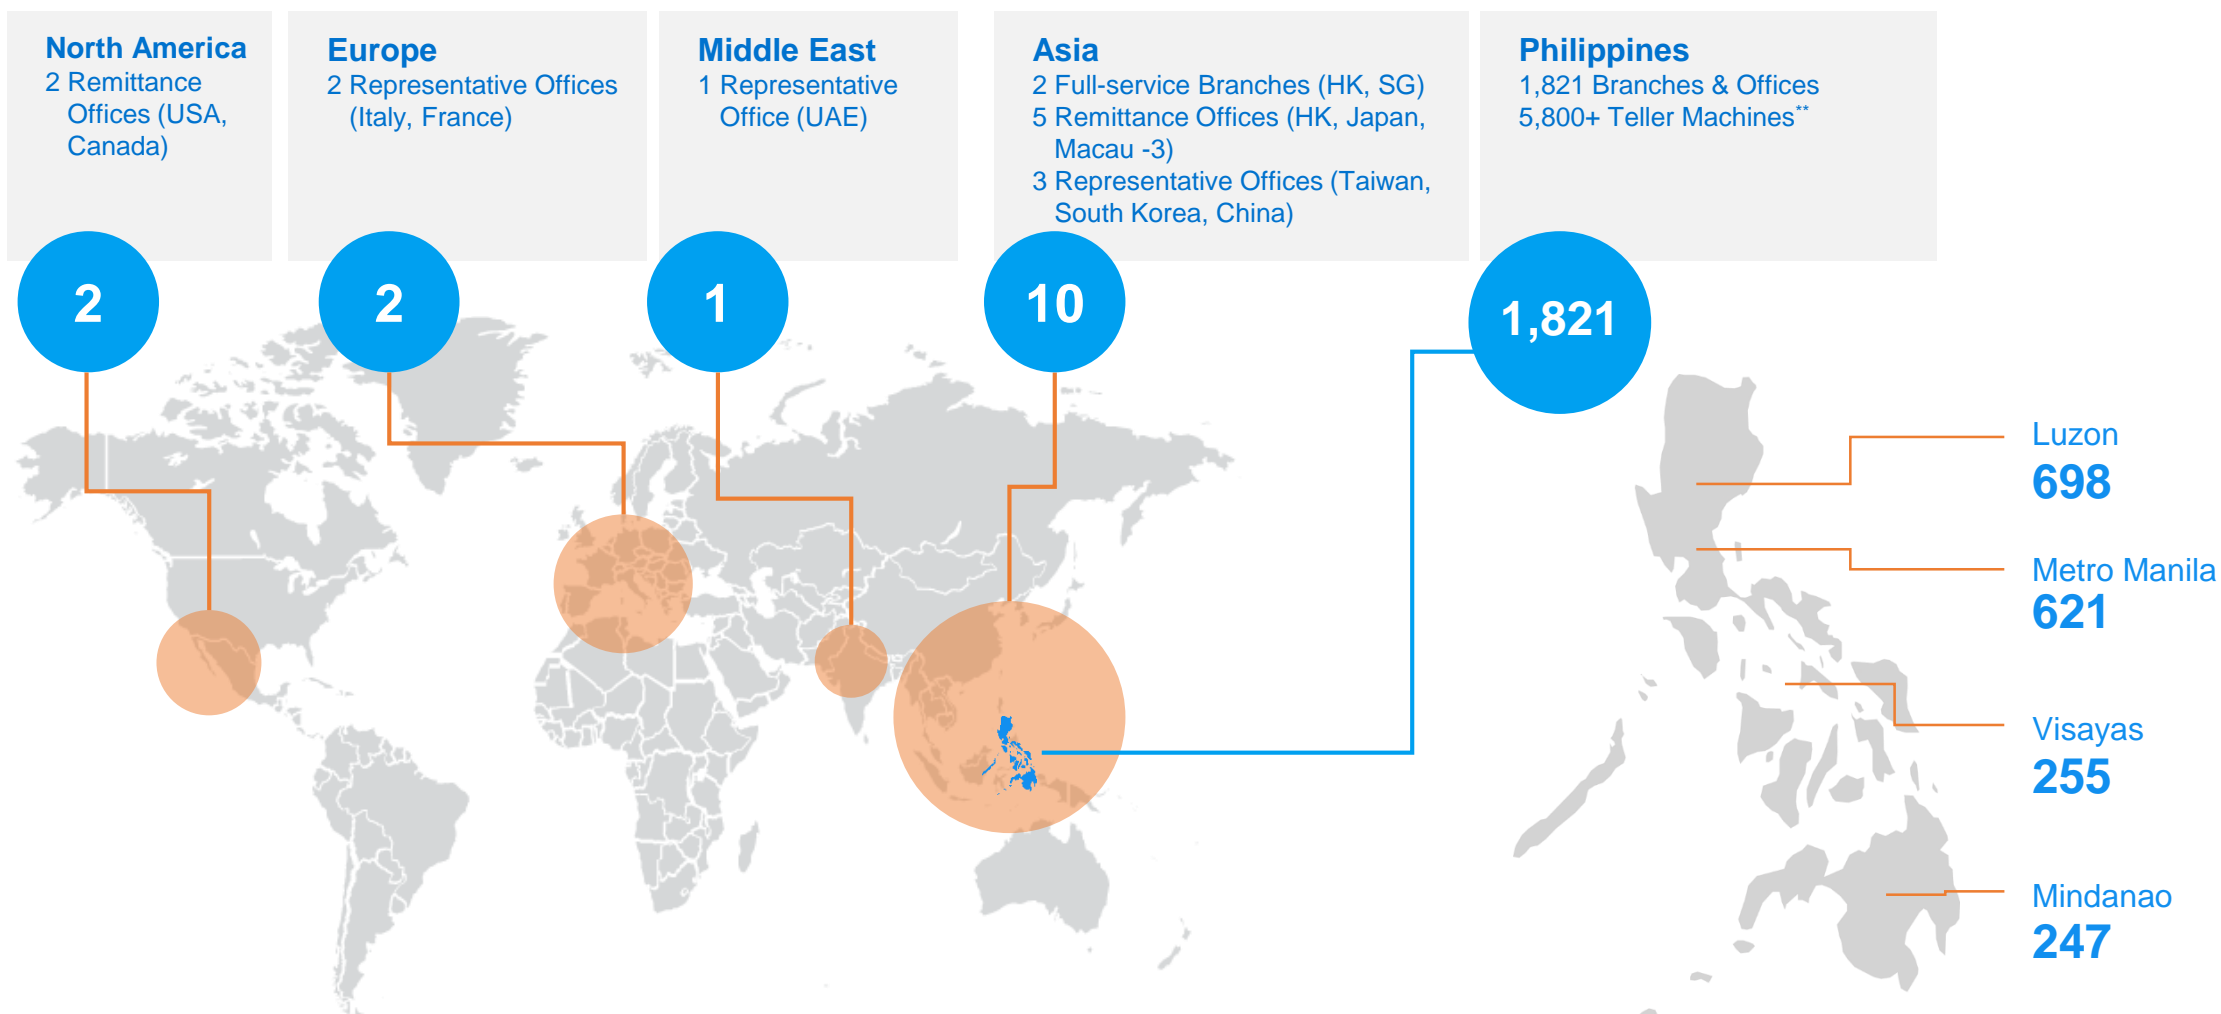 North America
2 Remittance
Offices (USA,
Canada)
Europe
2 Representative Offices
(Italy, France)
Middle East
1 Representative
Office (UAE)
Asia
2 Full-service Branches (HK, SG)
5 Remittance Offices (HK, Japan,
Macau -3)
3 Representative Offices (Taiwan,
South Korea, China)
Philippines
1,821 Branches & Offices
5,800+ Teller Machines**
2
2
1
10
1,821
Luzon
698
Metro Manila
621
Visayas
255
Mindanao
247